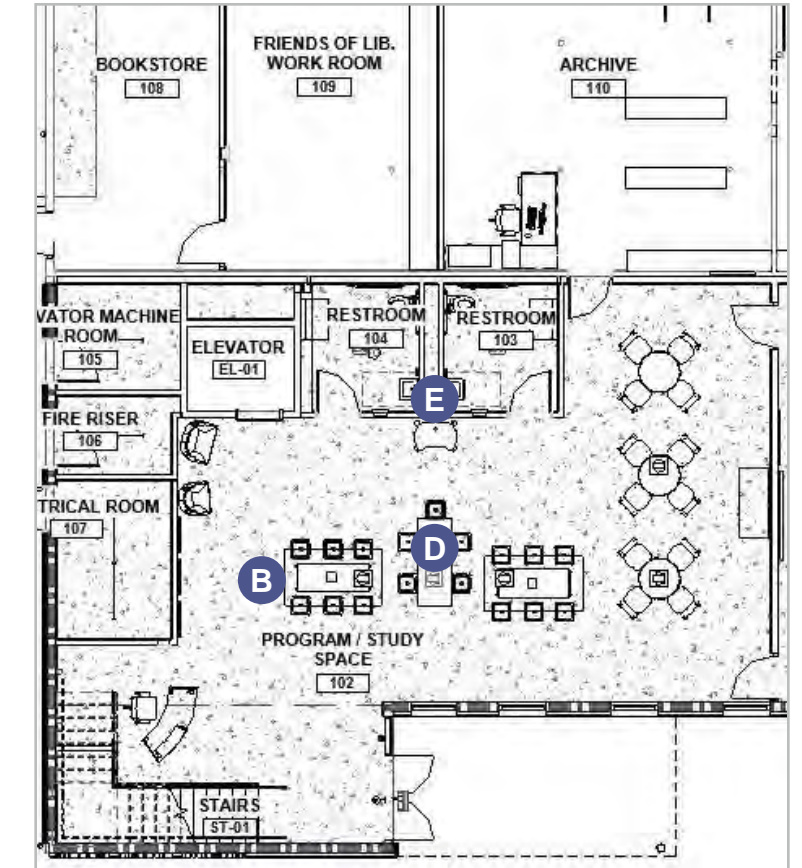 BOOKSTORE
108
FRIENDS OF LIB.
WORK ROOM
109
ARCHIVE
110
VATOR MACHINE
ROOM
105
ELEVATOR
EL-01
RESTROOM
104
RESTROOM
103
FIRE RISER
106
E
TRICAL ROOM
107
D
B
PROGRAM / STUDY
SPACE
102
STAIRS
ST-01